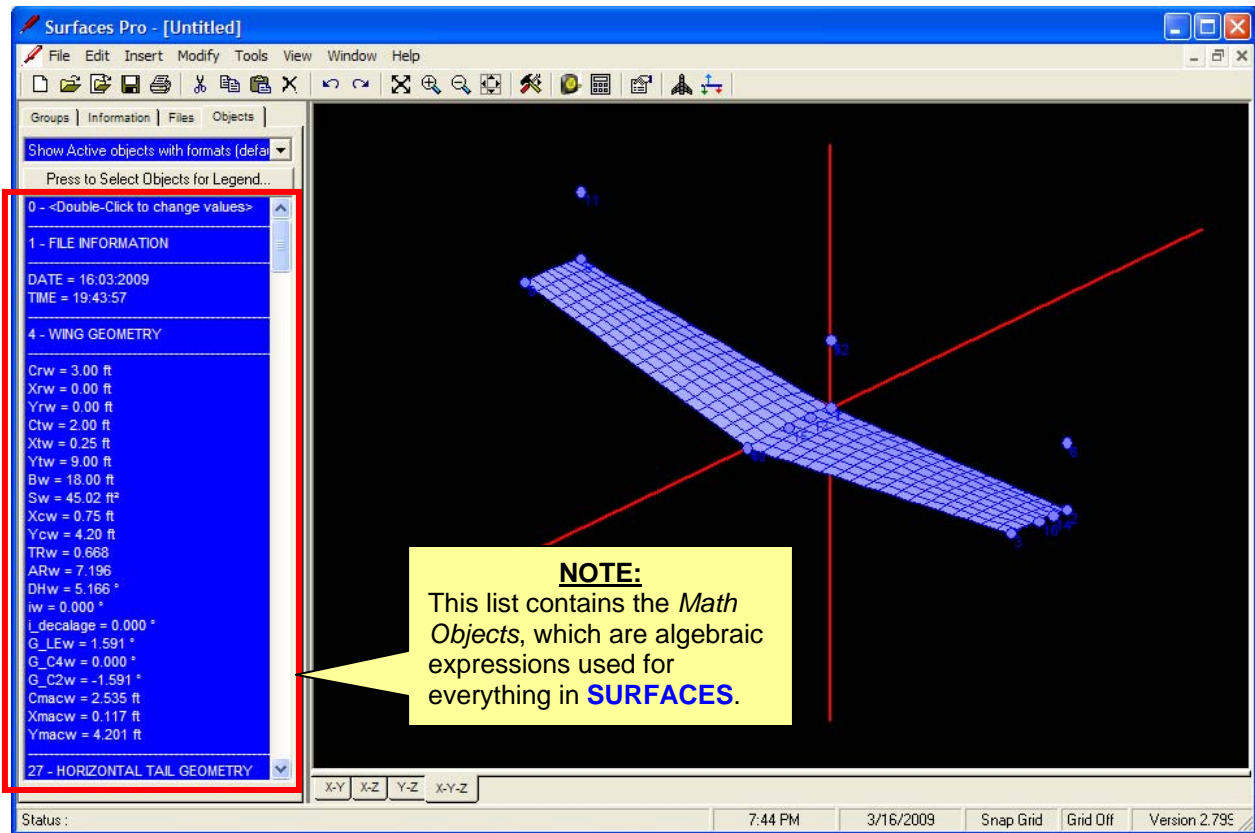 Surfaces Pro - [Untitled]
File Edit Insert Modify Tools View Window Help
Groups Information Files Objects
Show Active objects with formats (defau
Press to Select Objects for Legend...
0 - <Double-Click to change values>
1 - FILE INFORMATION
DATE = 16:03:2009
TIME = 19:43:57
4 - WING GEOMETRY
Crw = 3.00 ft
Xrw = 0.00 ft
Yrw = 0.00 ft
Ctw = 2.00 ft
Xtw = 0.25 ft
Ytw = 9.00 ft
Bw = 18.00 ft
Sw = 45.02 ft²
Xcw = 0.75 ft
Ycw = 4.20 ft
TRw = 0.668
ARw = 7.196
DHw = 5.166 °
iw = 0.000 °
i_decalage = 0.000 °
G_LEw = 1.591 °
G_C4w = 0.000 °
G_C2w = -1.591 °
Cmacw = 2.535 ft
Xmacw = 0.117 ft
Ymacw = 4.201 ft
27 - HORIZONTAL TAIL GEOMETRY
11
NOTE:
This list contains the Math
Objects, which are algebraic
expressions used for
everything in SURFACES.
X-Y X-Z Y-Z X-Y-Z
Status : 7:44 PM 3/16/2009 Snap Grid Grid Off Version 2.799